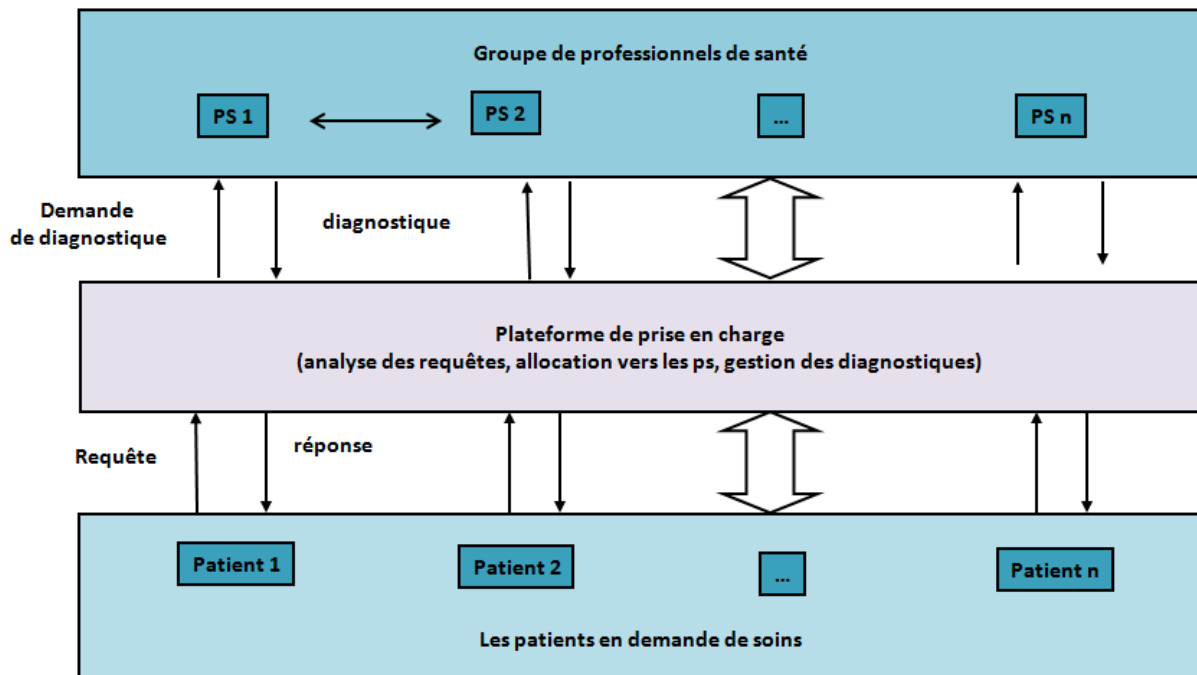 Groupe de professionnels de santé
PS 1
PS 2
...
PS n
Demande
de diagnostique
diagnostique
Plateforme de prise en charge
(analyse des requêtes, allocation vers les ps, gestion des diagnostiques)
Requête
réponse
Patient 1
Patient 2
...
Patient n
Les patients en demande de soins